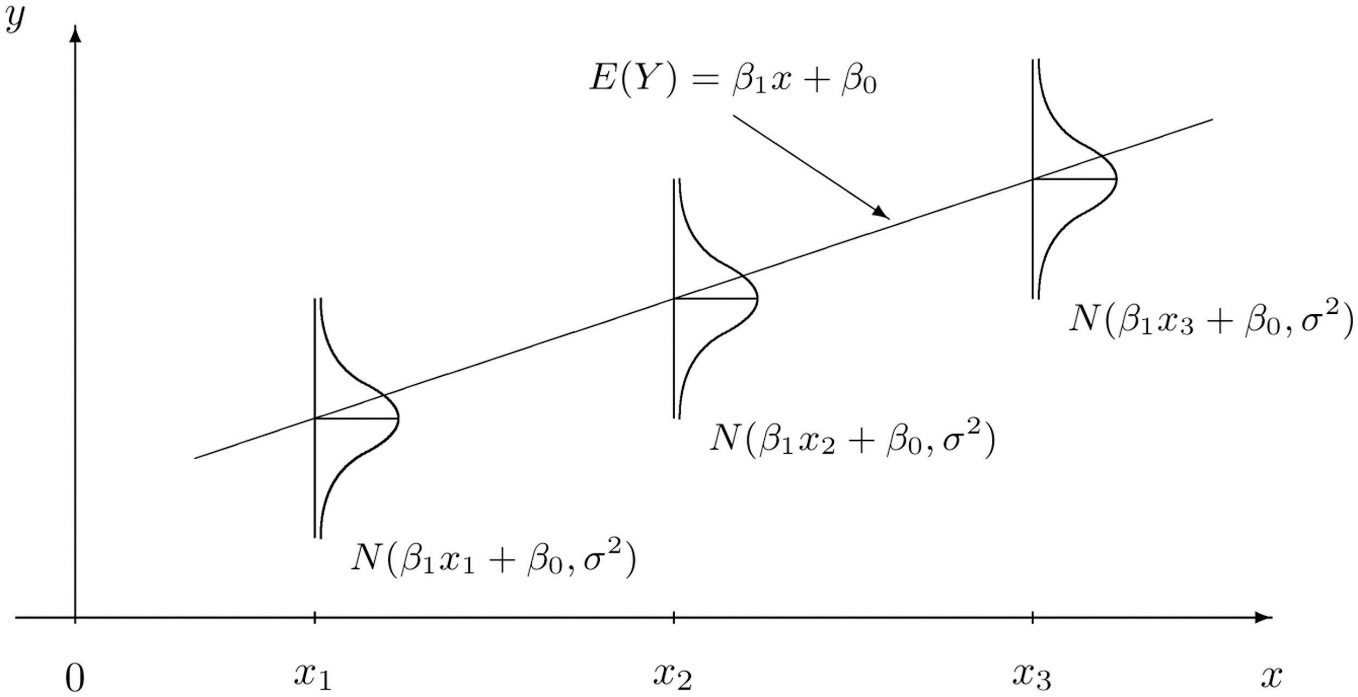 y
E(Y) = β₁x + β₀
N(β₁x₃ + β₀, σ²)
N(β₁x₂ + β₀, σ²)
N(β₁x₁ + β₀, σ²)
0 x₁ x₂ x₃ x